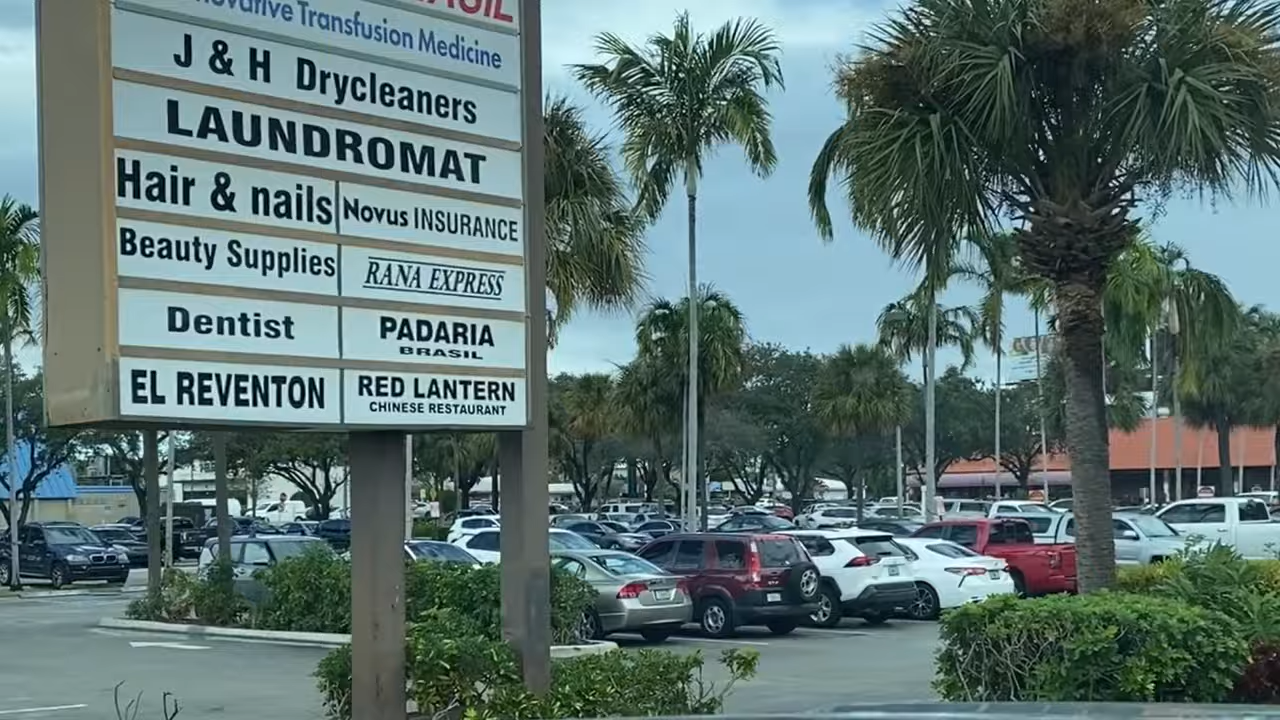 Transfusion Medicine
J & H Drycleaners
LAUNDROMAT
Hair & nails
Novus INSURANCE
Beauty Supplies
RANA EXPRESS
Dentist
PADARIA
BRASIL
EL REVENTON
RED LANTERN
CHINESE RESTAURANT